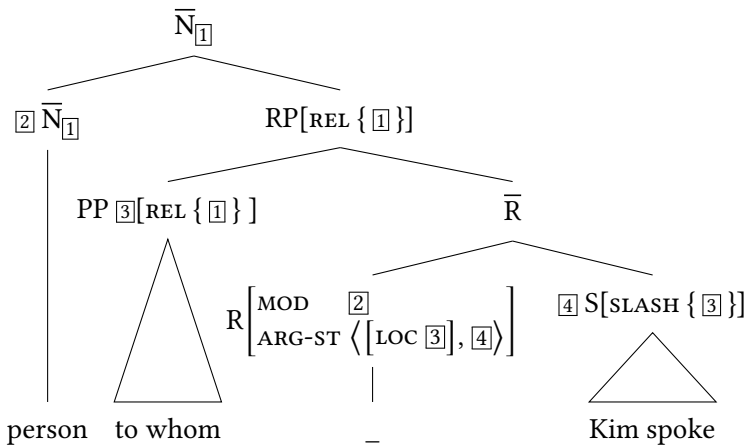 N̅[1]
[2] N̅[1] RP[REL { [1] }]
PP [3][REL { [1] } ] R̅
R[MOD [2]
ARG-ST ⟨[LOC [3]], [4]⟩] [4] S[SLASH { [3] }]
person to whom _ Kim spoke